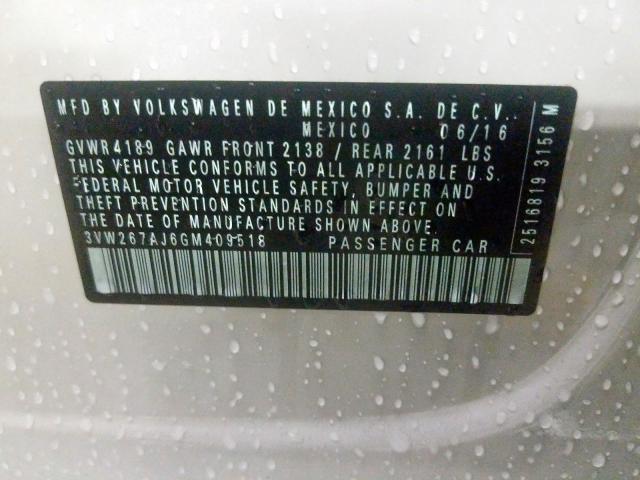 MFD BY VOLKSWAGEN DE MEXICO S.A. DE C.V..
MEXICO 06/16
GVWR4189 GAWR FRONT 2138 / REAR 2161 LBS
THIS VEHICLE CONFORMS TO ALL APPLICABLE U.S.
FEDERAL MOTOR VEHICLE SAFETY, BUMPER AND
THEFT PREVENTION STANDARDS IN EFFECT ON
THE DATE OF MANUFACTURE SHOWN ABOVE.
3VW267AJ6GM409518 PASSENGER CAR
2516819 3156 M